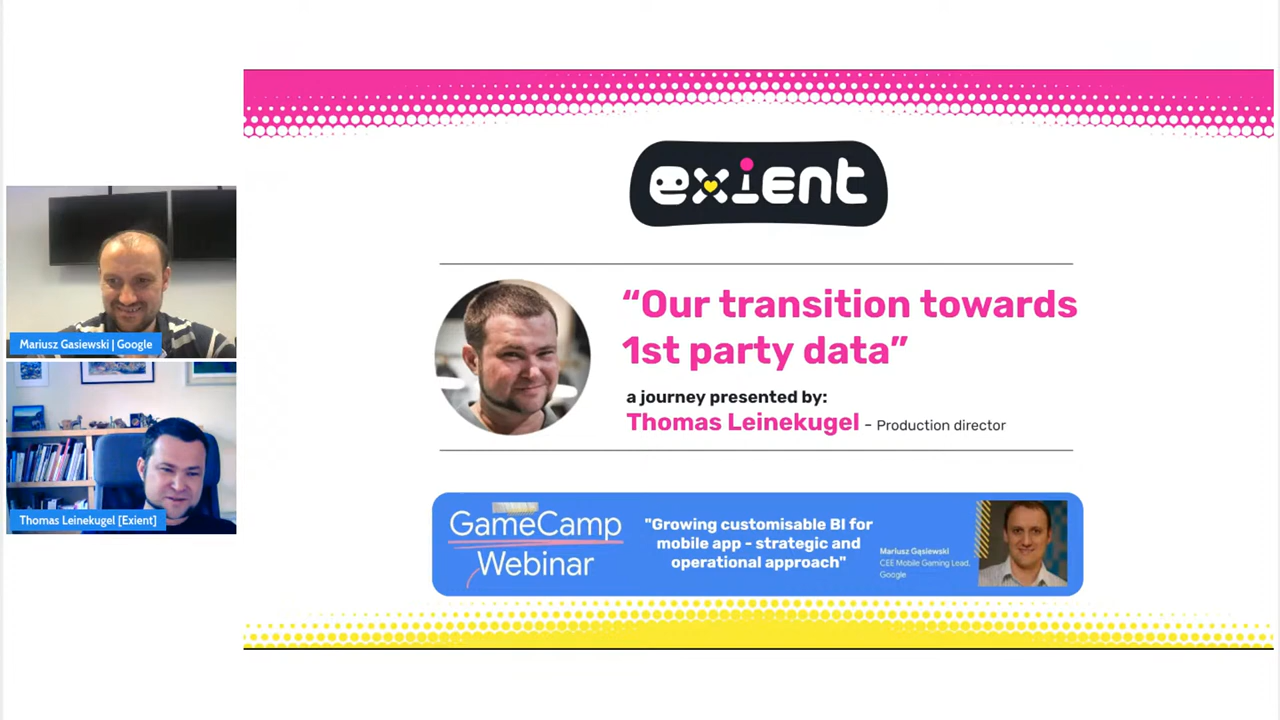 exient
“Our transition towards
1st party data”
a journey presented by:
Thomas Leinekugel – Production director
GameCamp
Webinar
"Growing customisable BI for
mobile app - strategic and
operational approach"
Mariusz Gąsiewski
CEE Mobile Gaming Lead,
Google
Mariusz Gasiewski | Google
Thomas Leinekugel [Exient]